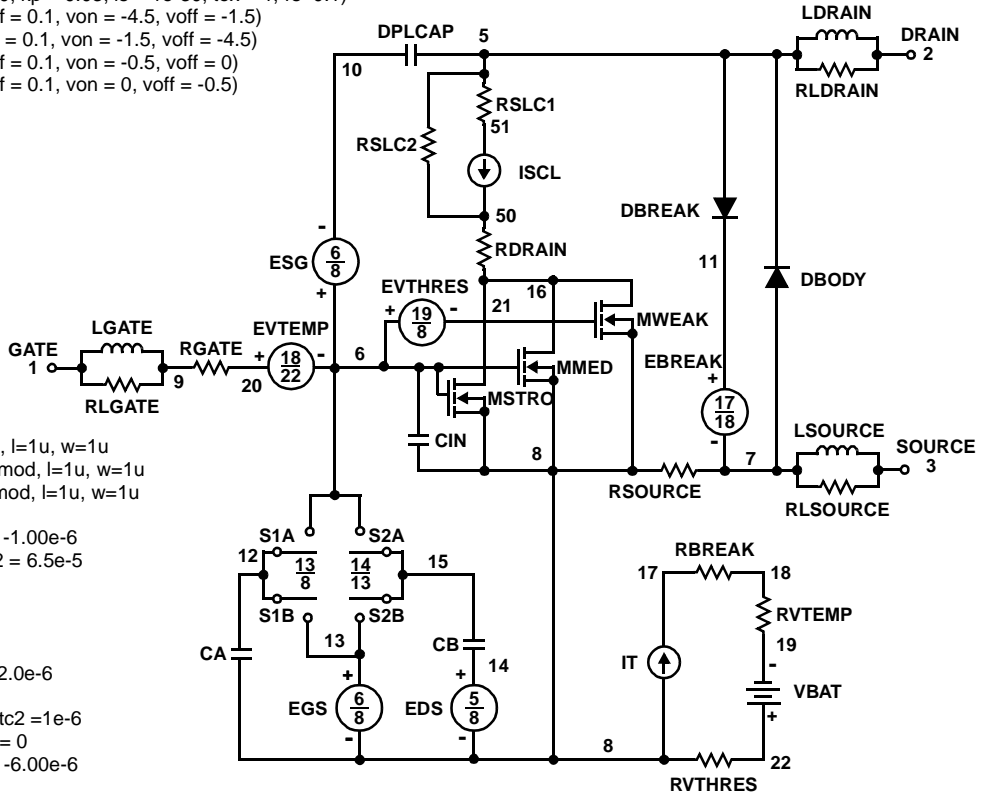 f = 0.1, von = -4.5, voff = -1.5)
= 0.1, von = -1.5, voff = -4.5)
f = 0.1, von = -0.5, voff = 0)
f = 0.1, von = 0, voff = -0.5)
LDRAIN
DPLCAP 5 DRAIN
2
10
RLDRAIN
RSLC1
51
RSLC2
ISCL
50
DBREAK
RDRAIN
-
ESG 6/8
+
11
DBODY
EVTHRES
+ 19/8 -
16
21
MWEAK
LGATE EVTEMP
GATE 1 RGATE + 18/22 - 6
9 20
RLGATE
MMED
EBREAK
+
17/18
-
MSTRO
CIN
8
7
LSOURCE
SOURCE
3
RSOURCE
RLSOURCE
, l=1u, w=1u
mod, l=1u, w=1u
mod, l=1u, w=1u
-1.00e-6
2 = 6.5e-5
S1A S2A
12 13/8 14/13 15
S1B S2B
13
CA
CB
+ + 14
EGS 6/8 EDS 5/8
- -
8
2.0e-6
tc2 =1e-6
= 0
-6.00e-6
RBREAK
17 18
RVTEMP
19
IT
-
VBAT
+
22
RVTHRES